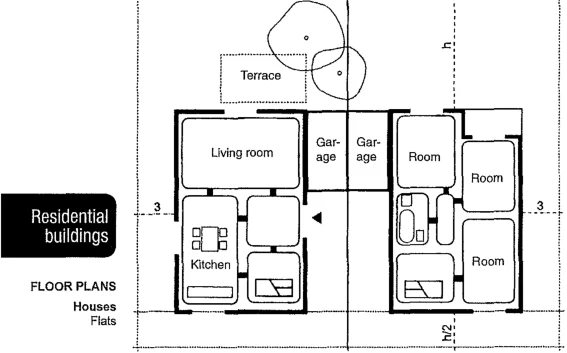 Terrace
h
Living room
Gar-
age
Gar-
age
Room
Room
3
3
Residential
buildings
Kitchen
Room
FLOOR PLANS
Houses
Flats
h/2